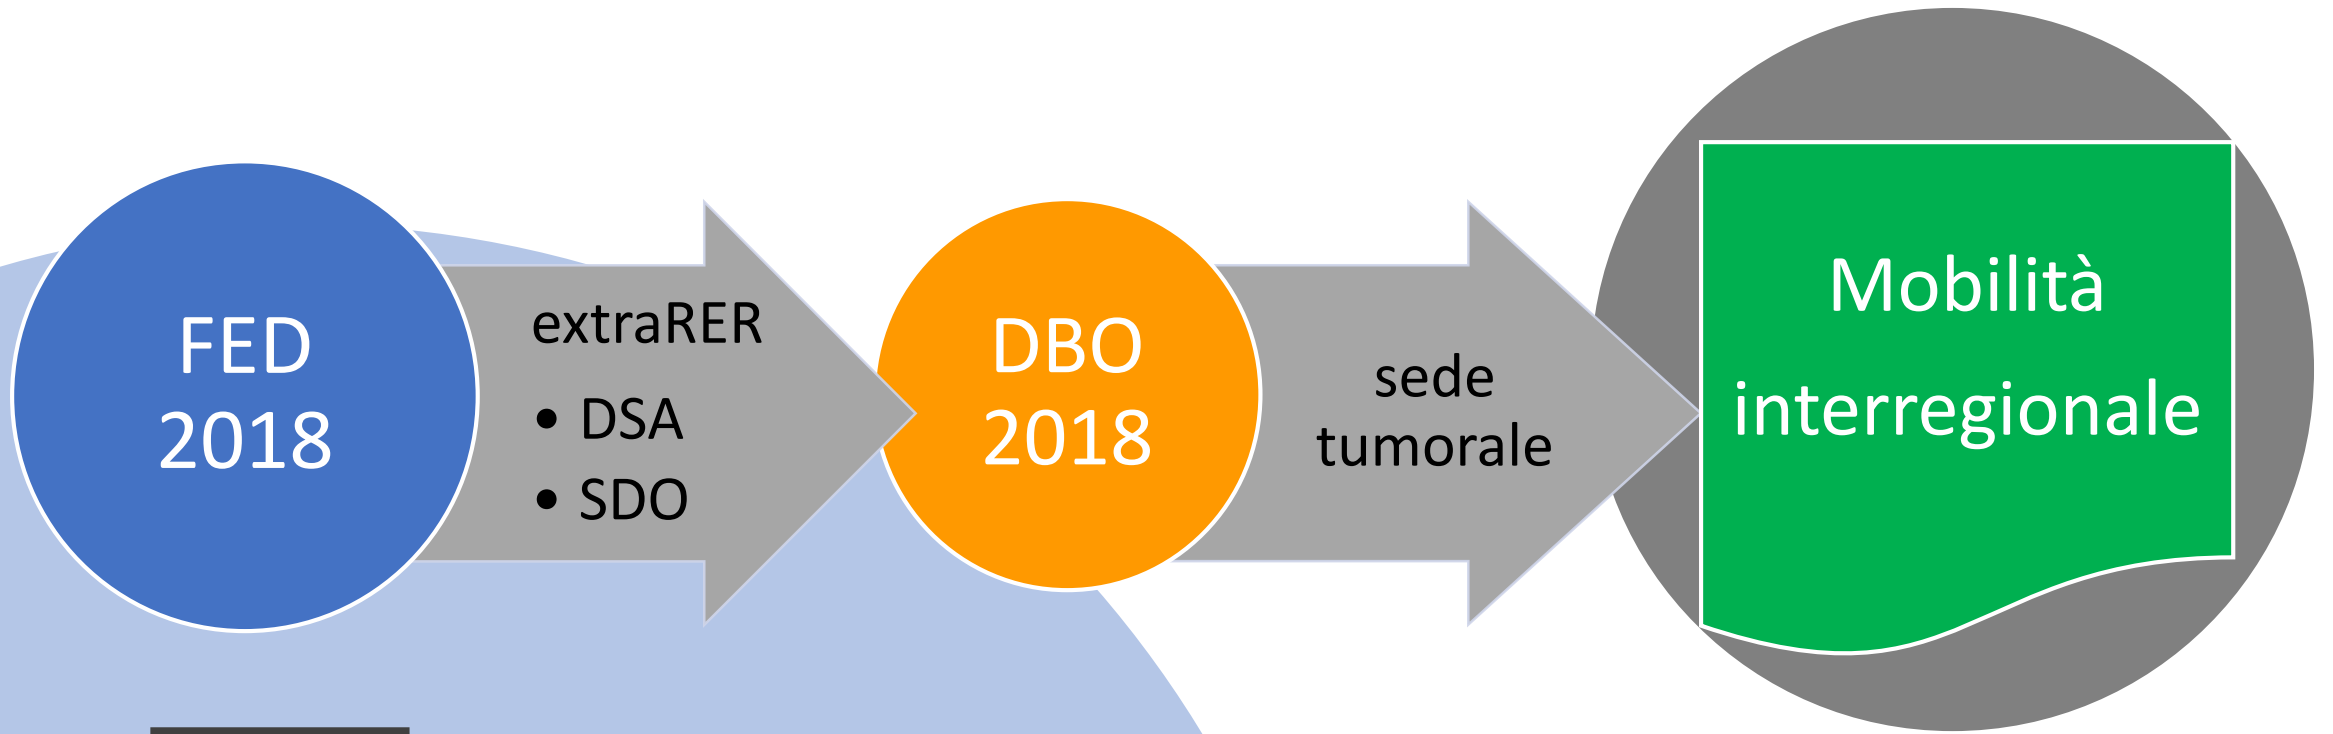 FED
2018
extraRER
• DSA
• SDO
DBO
2018
sede
tumorale
Mobilità
interregionale